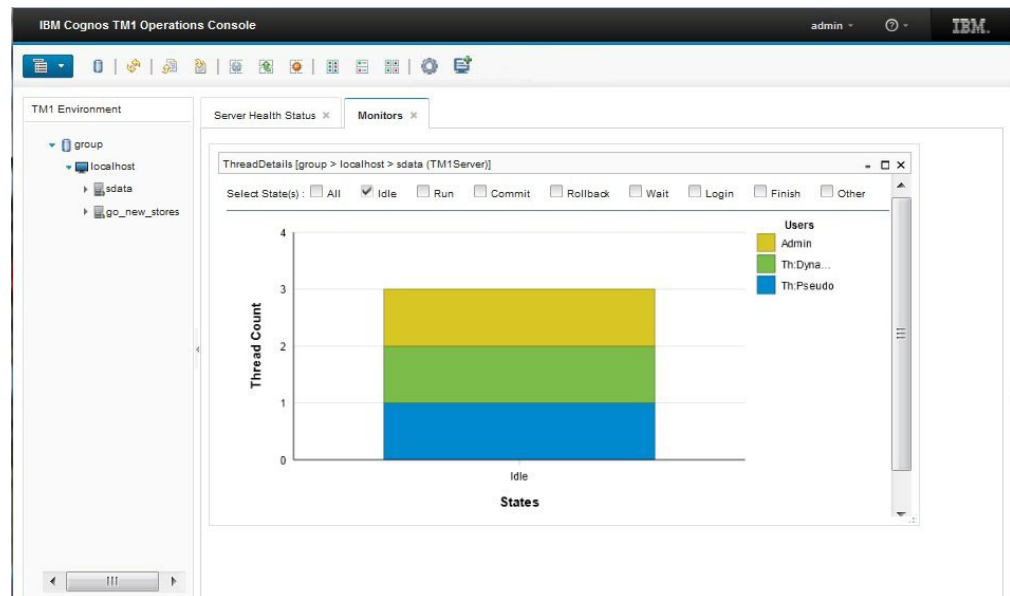 IBM Cognos TM1 Operations Console
admin
?
IBM.
TM1 Environment
group
localhost
sdata
go_new_stores
Server Health Status ×
Monitors ×
ThreadDetails [group > localhost > sdata (TM1Server)]
Select State(s) : All Idle Run Commit Rollback Wait Login Finish Other
Users
Admin
Th:Dyna...
Th:Pseudo
Thread Count
4
3
2
1
0
Idle
States